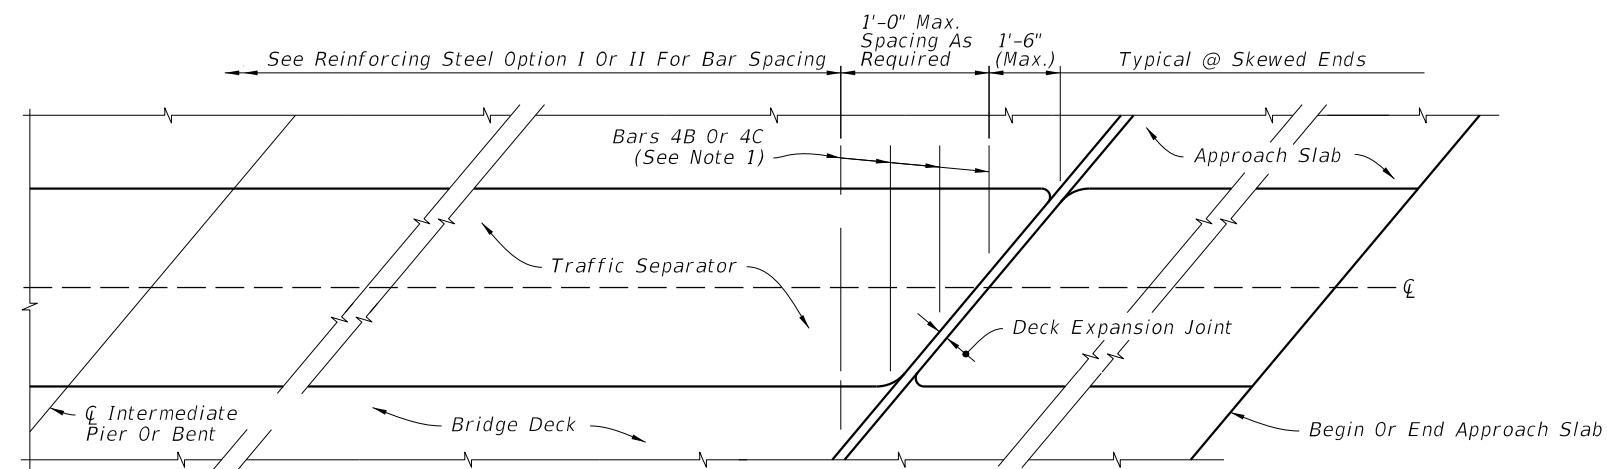 1'-0" Max.
Spacing As
Required
1'-6"
(Max.)
See Reinforcing Steel Option I Or II For Bar Spacing
Typical @ Skewed Ends
Bars 4B Or 4C
(See Note 1)
Approach Slab
Traffic Separator
℄
Deck Expansion Joint
℄ Intermediate
Pier Or Bent
Bridge Deck
Begin Or End Approach Slab